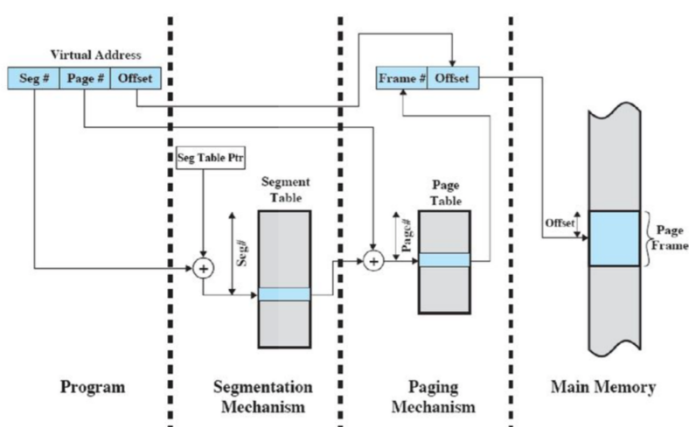 Virtual Address
Seg # Page # Offset
Frame # Offset
Seg Table Ptr
Segment
Table
Page
Table
Seg#
Page#
Offset
Page
Frame
+
+
Program
Segmentation
Mechanism
Paging
Mechanism
Main Memory